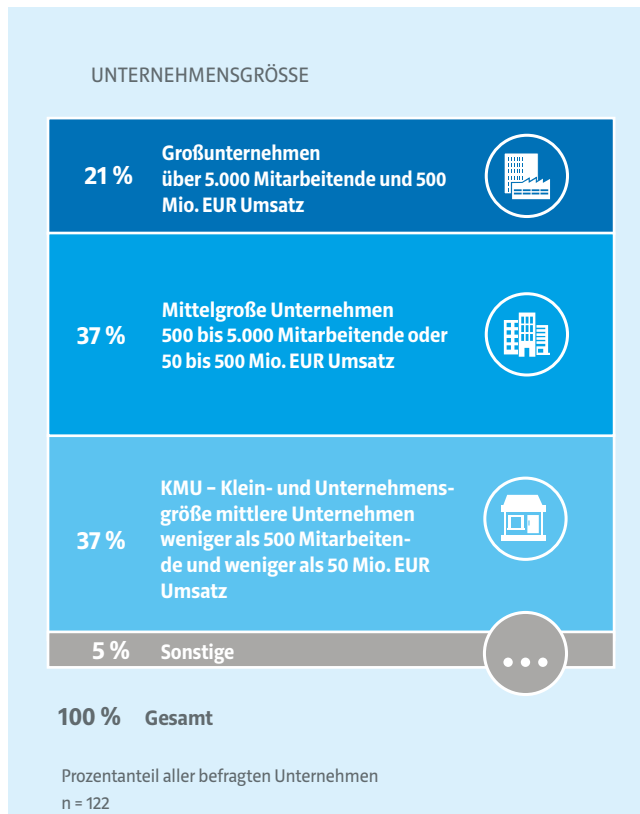 UNTERNEHMENSGRÖSSE
21 %
Großunternehmen
über 5.000 Mitarbeitende und 500
Mio. EUR Umsatz
37 %
Mittelgroße Unternehmen
500 bis 5.000 Mitarbeitende oder
50 bis 500 Mio. EUR Umsatz
37 %
KMU – Klein- und Unternehmens-
größe mittlere Unternehmen
weniger als 500 Mitarbeiten-
de und weniger als 50 Mio. EUR
Umsatz
5 % Sonstige
100 % Gesamt
Prozentanteil aller befragten Unternehmen
n = 122